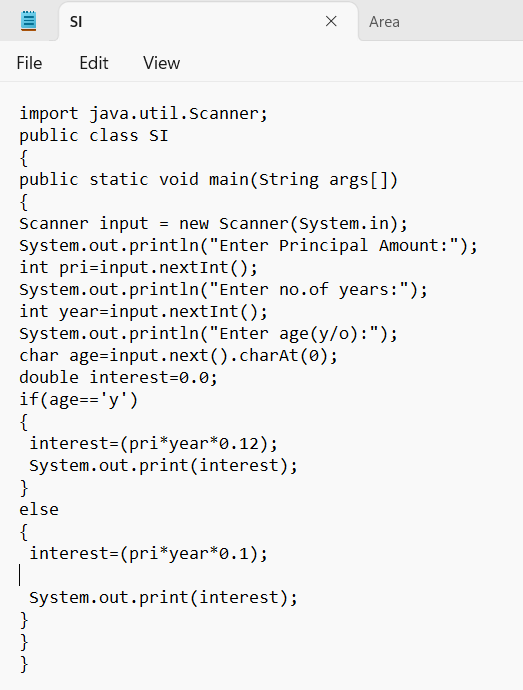 SI
Area
File Edit View
import java.util.Scanner;
public class SI
{
public static void main(String args[])
{
Scanner input = new Scanner(System.in);
System.out.println("Enter Principal Amount:");
int pri=input.nextInt();
System.out.println("Enter no.of years:");
int year=input.nextInt();
System.out.println("Enter age(y/o):");
char age=input.next().charAt(0);
double interest=0.0;
if(age=='y')
{
 interest=(pri*year*0.12);
 System.out.print(interest);
}
else
{
 interest=(pri*year*0.1);

 System.out.print(interest);
}
}
}